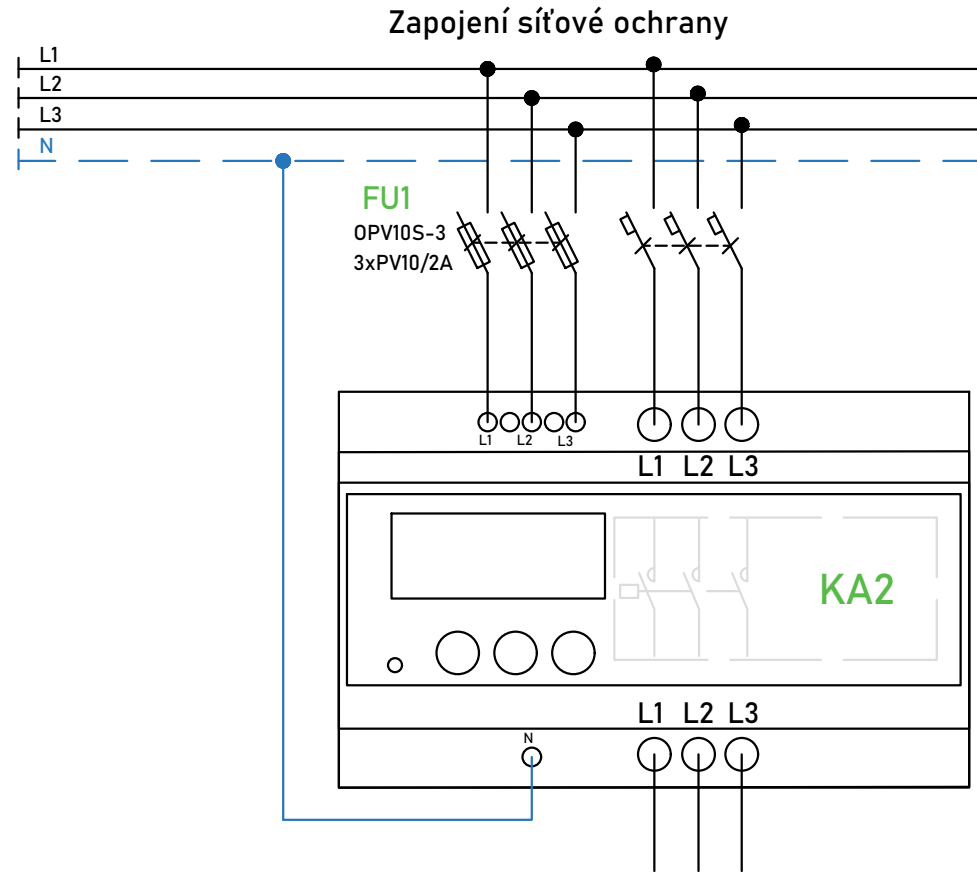 Zapojení síťové ochrany
L1
L2
L3
N
FU1
OPV10S-3
3xPV10/2A
L1 L2 L3
L1 L2 L3
KA2
L1 L2 L3
N